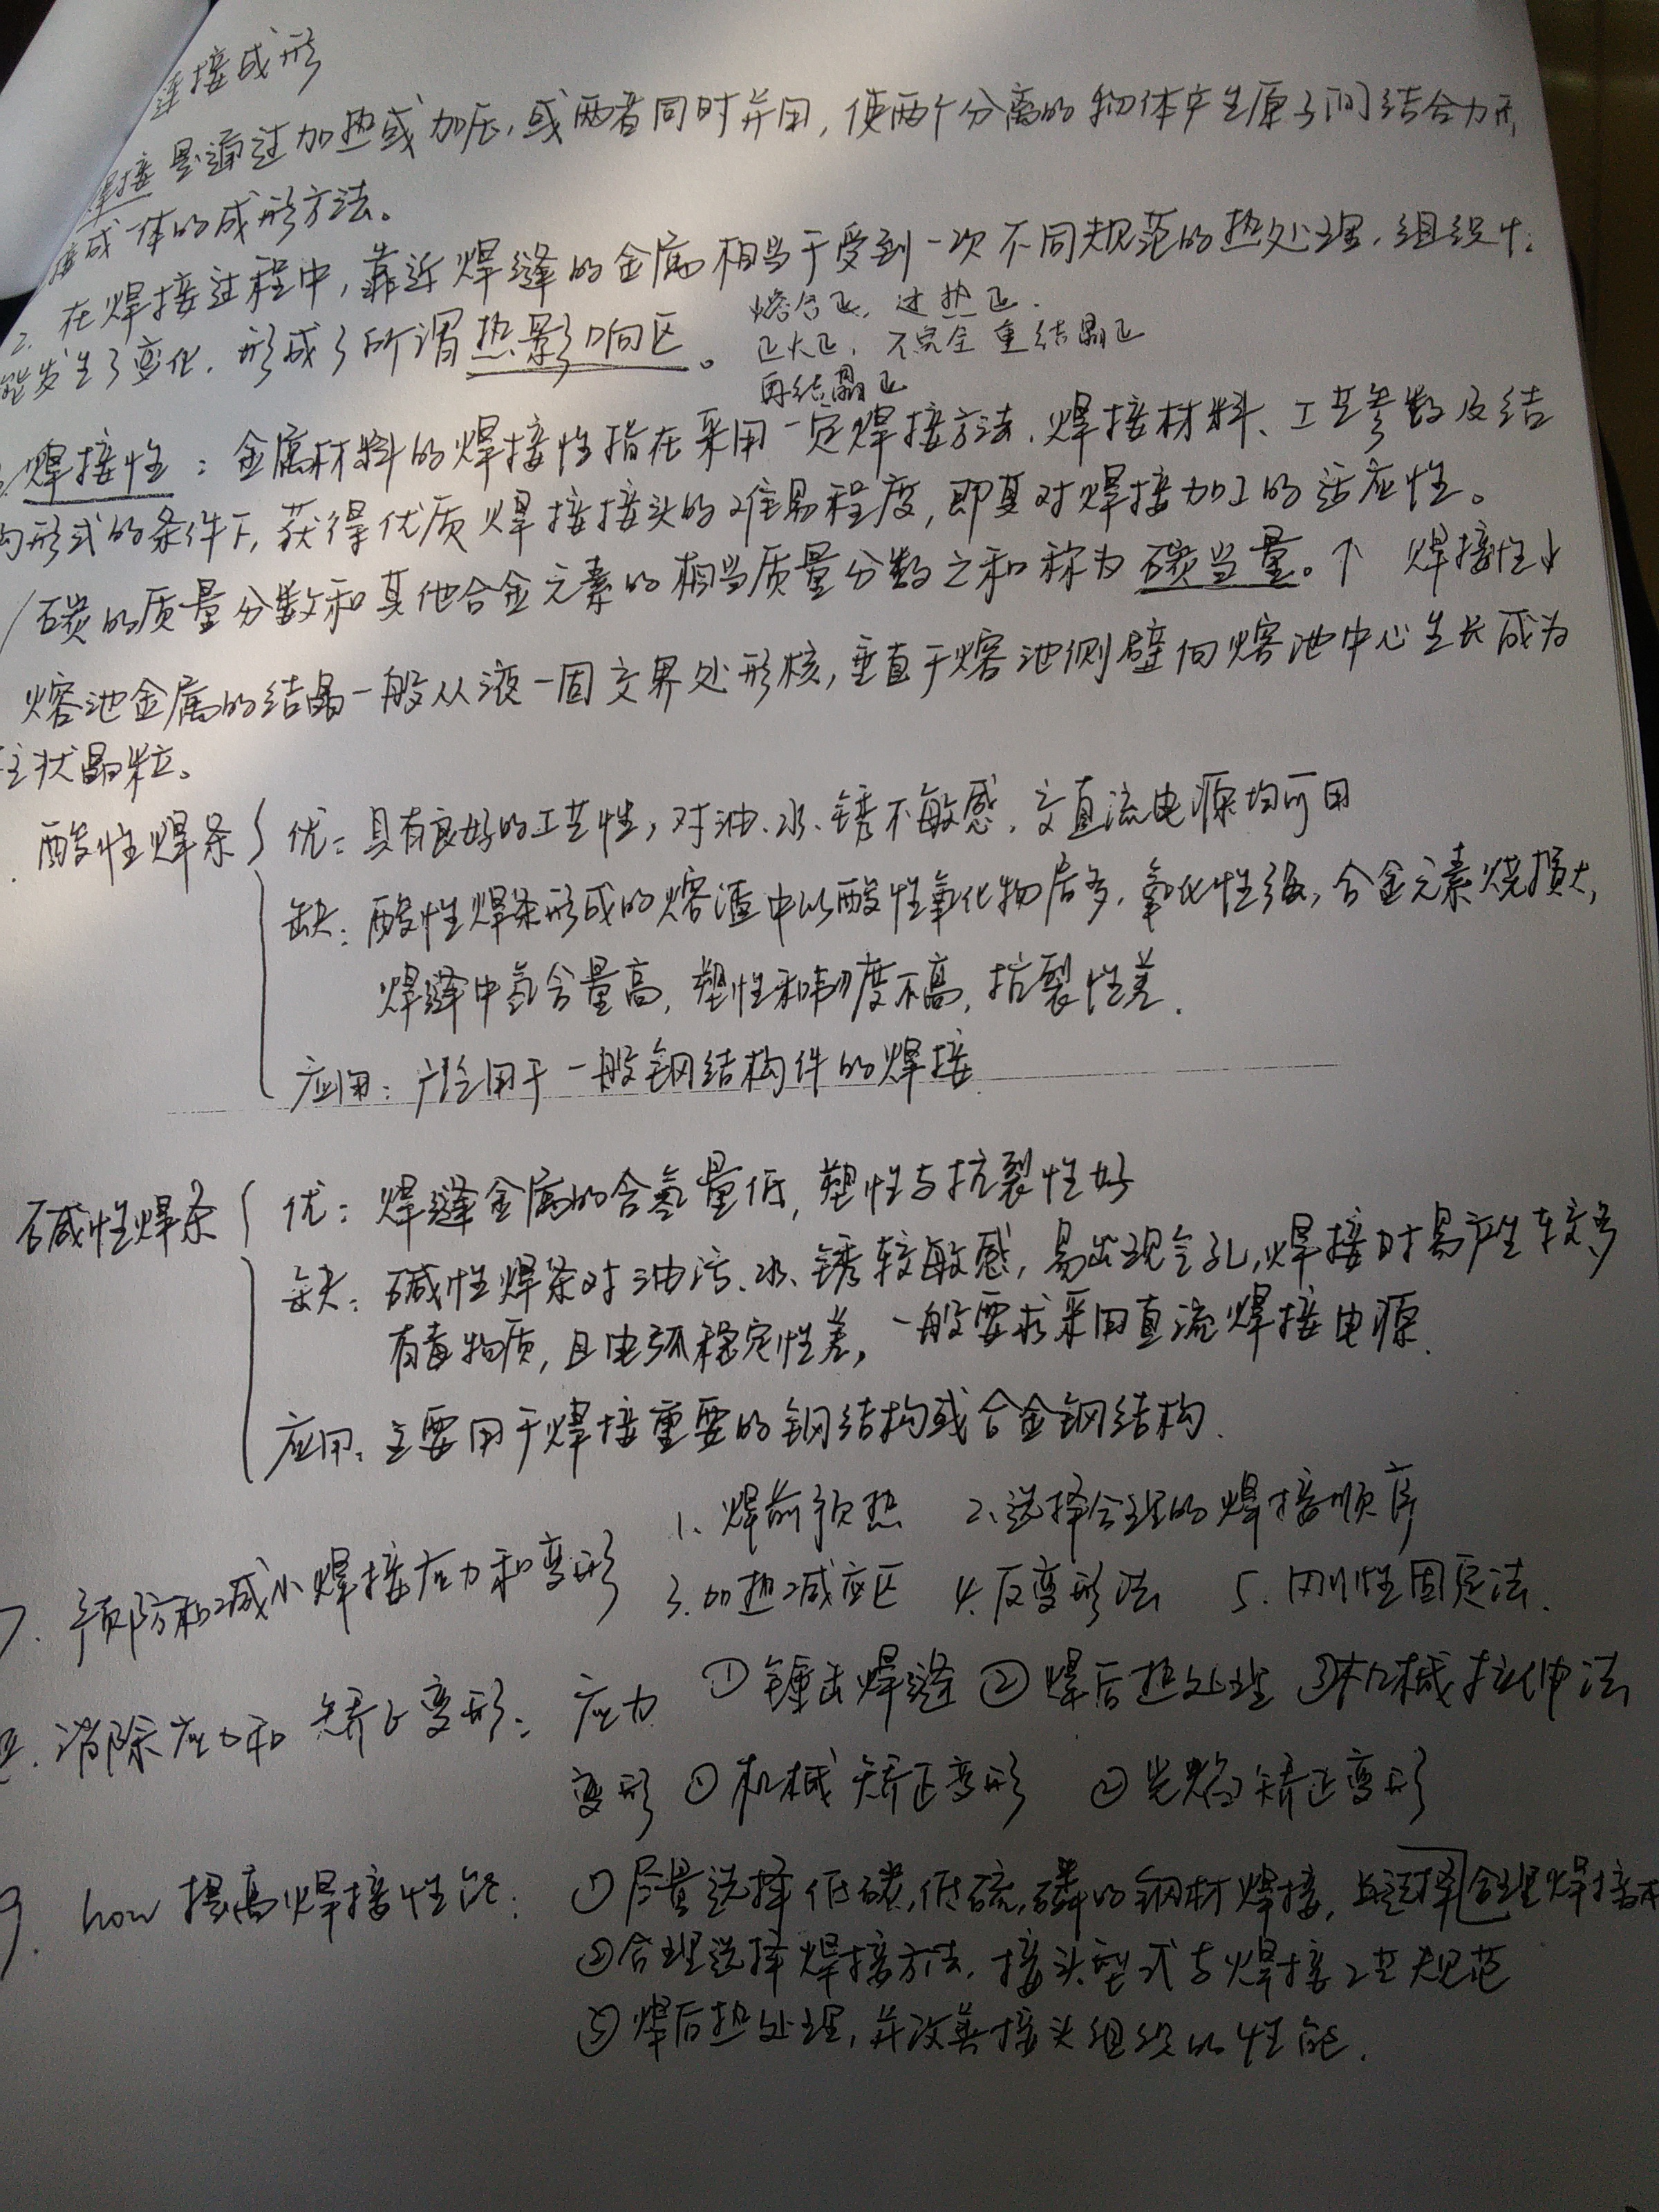 连接成形
焊接是通过加热或加压,或两者同时并用,使两个分离的物体产生原子间结合力而
连接成一体的成形方法。
2. 在焊接过程中,靠近焊缝的金属相当于受到一次不同规范的热处理.组织性
能发生了变化.形成了所谓热影响区。
熔合区,过热区.
正火区,不完全重结晶区
再结晶区
焊接性:金属材料的焊接性指在采用一定焊接方法.焊接材料、工艺参数及结
构形式的条件下,获得优质焊接接头的难易程度,即其对焊接加工的适应性。
碳的质量分数和其他合金元素的相当质量分数之和称为碳当量。↑ 焊接性↓
熔池金属的结晶一般从液一固交界处形核,垂直于熔池侧壁向熔池中心生长成为
柱状晶粒。
酸性焊条 优:具有良好的工艺性,对油、水、锈不敏感.交直流电源均可用
缺:酸性焊条形成的熔渣中以酸性氧化物居多.氧化性强,合金元素烧损大,
焊缝中氢含量高,塑性和韧度不高,抗裂性差.
应用:广泛用于一般钢结构件的焊接
碱性焊条 优:焊缝金属的含氢量低,塑性与抗裂性好
缺:碱性焊条对油污、水、锈较敏感,易出现气孔,焊接时易产生较多
有毒物质,且电弧稳定性差,一般要求采用直流焊接电源.
应用:主要用于焊接重要的钢结构或合金钢结构.
7. 预防和减小焊接应力和变形 1、焊前预热 2、选择合理的焊接顺序
3.加热减应区 4.反变形法 5.刚性固定法.
消除应力和矫正变形:应力 ①锤击焊缝 ②焊后热处理 ③机械拉伸法
变形 ①机械矫正变形 ②光焰矫正变形
9. how 提高焊接性能: ①尽量选择低碳,低硫,磷的钢材焊接,且选择合理焊接材
②合理选择焊接方法.接头型式与焊接工艺规范
③焊后热处理,并改善接头组织的性能.